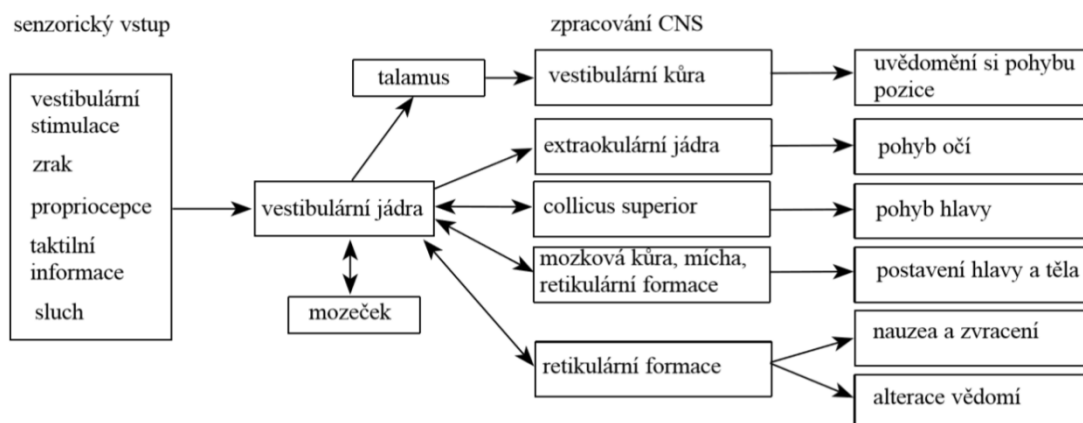 senzorický vstup
zpracování CNS
vestibulární
stimulace
zrak
propriocepce
taktilní
informace
sluch
vestibulární jádra
talamus
mozeček
vestibulární kůra
extraokulární jádra
collicus superior
mozková kůra, mícha,
retikulární formace
retikulární formace
uvědomění si pohybu
pozice
pohyb očí
pohyb hlavy
postavení hlavy a těla
nauzea a zvracení
alterace vědomí